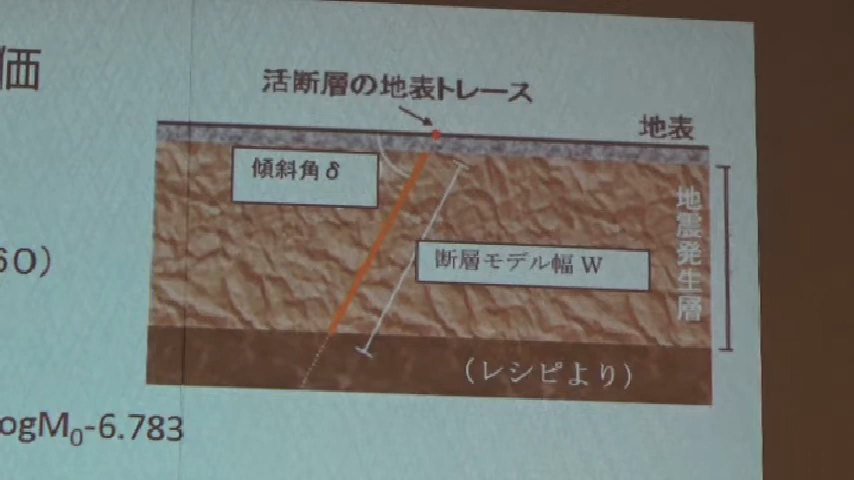 価
活断層の地表トレース
地表
傾斜角δ
地震発生層
断層モデル幅 W
60)
(レシピより)
ogM₀-6.783